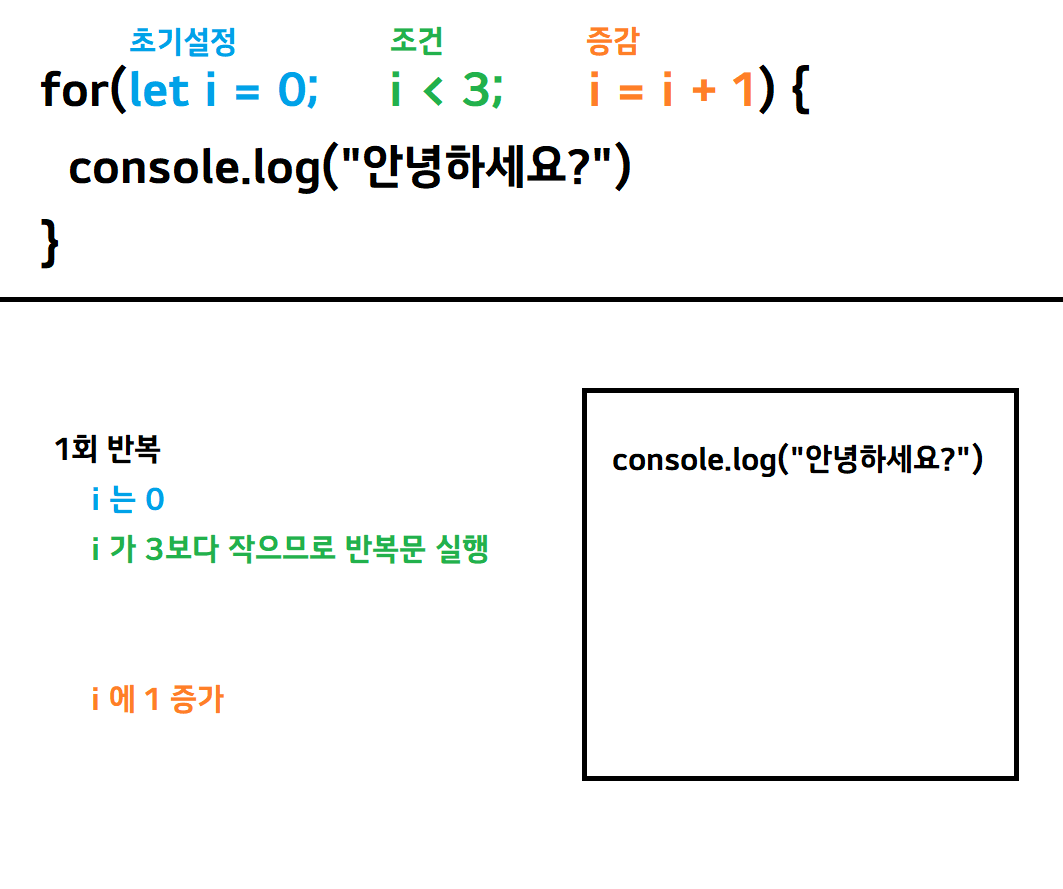 초기설정 조건 증감
for(let i = 0; i < 3; i = i + 1) {
console.log("안녕하세요?")
}
1회 반복
i 는 0
i 가 3보다 작으므로 반복문 실행
i 에 1 증가
console.log("안녕하세요?")